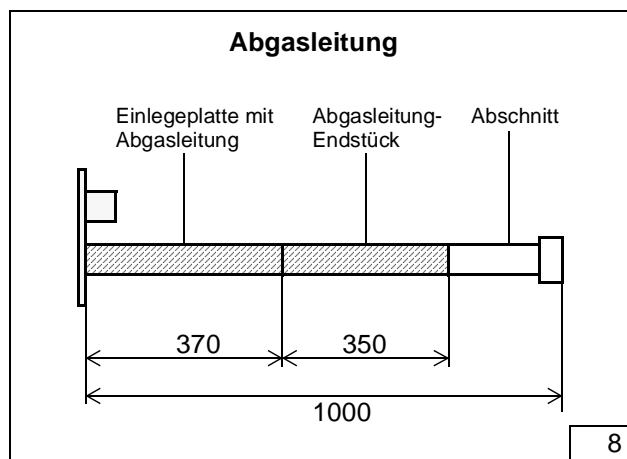 Abgasleitung
Einlegeplatte mit
Abgasleitung
Abgasleitung-
Endstück
Abschnitt
370
350
1000
8